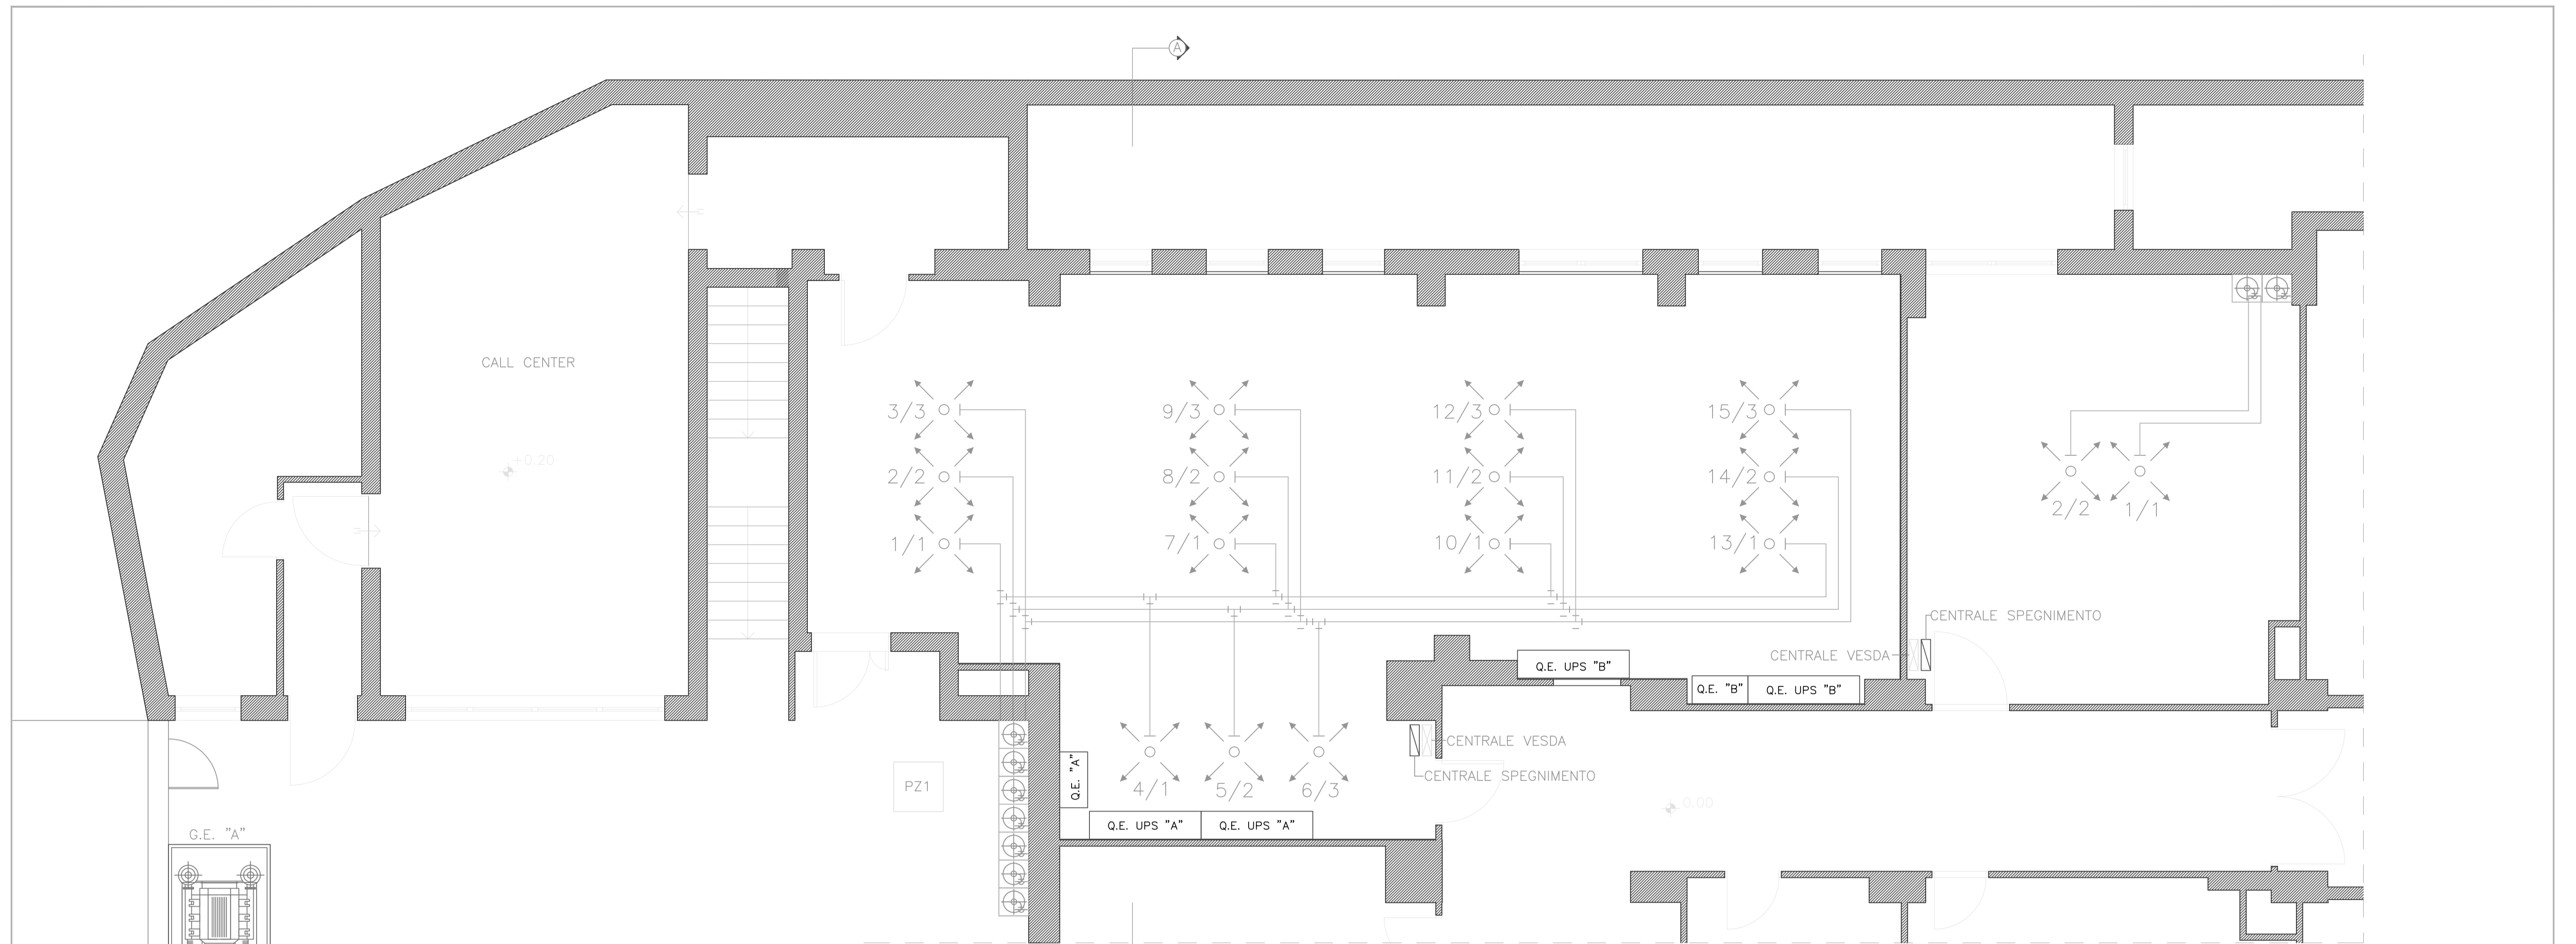 A
CALL CENTER
+0.20
3/3
9/3
12/3
15/3
2/2
8/2
11/2
14/2
1/1
7/1
10/1
13/1
2/2
1/1
CENTRALE SPEGNIMENTO
CENTRALE VESDA
Q.E. UPS "B"
Q.E. "B"
Q.E. UPS "B"
CENTRALE VESDA
CENTRALE SPEGNIMENTO
Q.E. "A"
PZ1
4/1
5/2
6/3
0.00
Q.E. UPS "A"
Q.E. UPS "A"
G.E. "A"